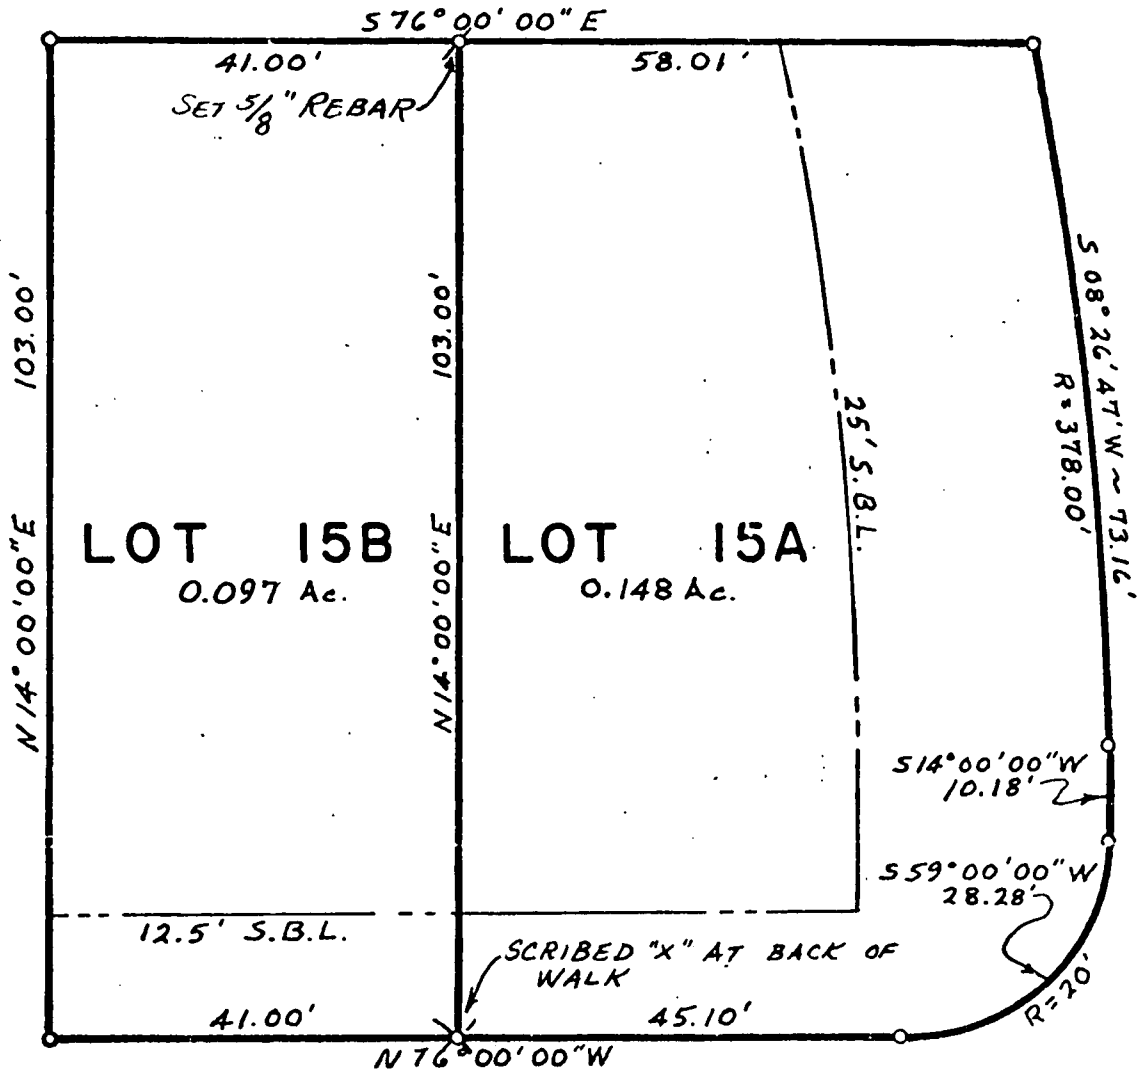 S 76° 00' 00" E
41.00'
58.01'
SET 5/8" REBAR
103.00'
N 14° 00' 00" E
103.00'
N 14° 00' 00" E
S 08° 26' 47" W ~ 73.16'
R = 378.00'
25' S.B.L.
LOT 15B
0.097 Ac.
LOT 15A
0.148 Ac.
S 14° 00' 00" W
10.18'
S 59° 00' 00" W
28.28'
R = 20'
12.5' S.B.L.
SCRIBED "X" AT BACK OF
WALK
41.00'
45.10'
N 76° 00' 00" W